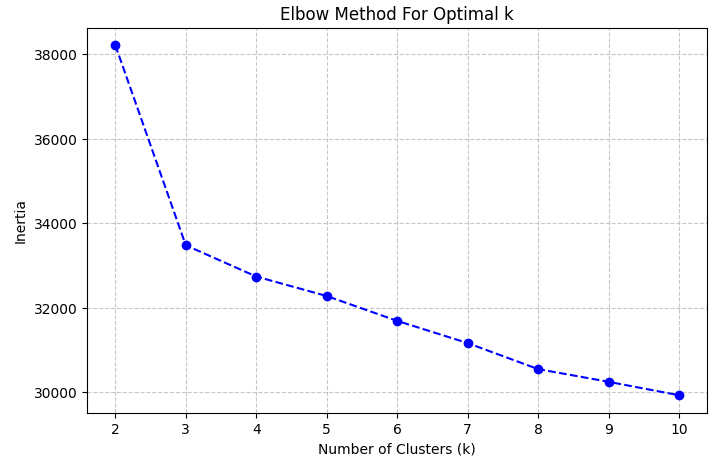 Elbow Method For Optimal k
38000
36000
34000
32000
30000
Inertia
2 3 4 5 6 7 8 9 10
Number of Clusters (k)